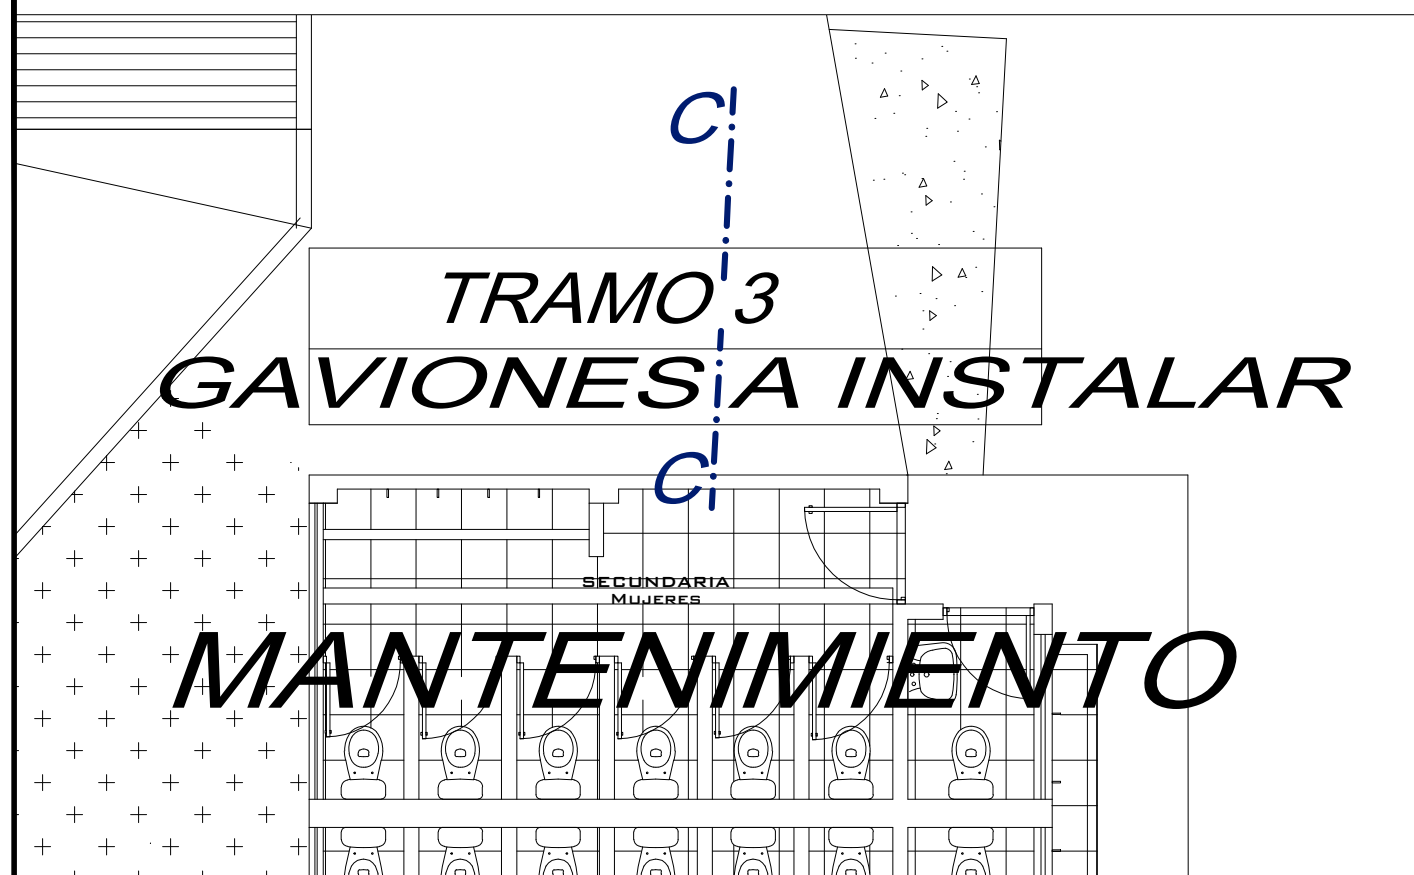 C
TRAMO 3
GAVIONES A INSTALAR
C
SECUNDARIA
MUJERES
MANTENIMIENTO